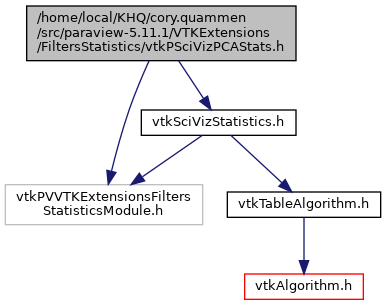 /home/local/KHQ/cory.quammen
/src/paraview-5.11.1/VTKExtensions
/FiltersStatistics/vtkPSciVizPCAStats.h
vtkSciVizStatistics.h
vtkPVVTKExtensionsFilters
StatisticsModule.h
vtkTableAlgorithm.h
vtkAlgorithm.h